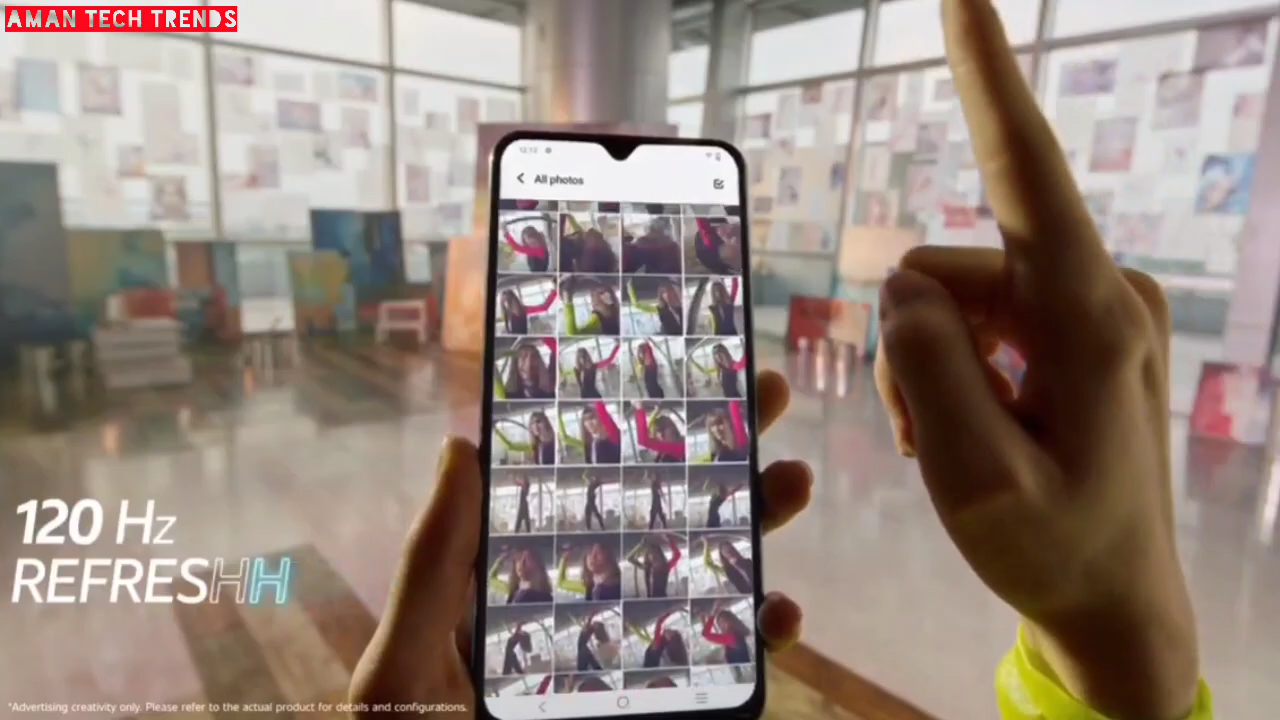 AMAN TECH TRENDS
12:12
All photos
120 Hz
REFRESHH
*Advertising creativity only. Please refer to the actual product for details and configurations.